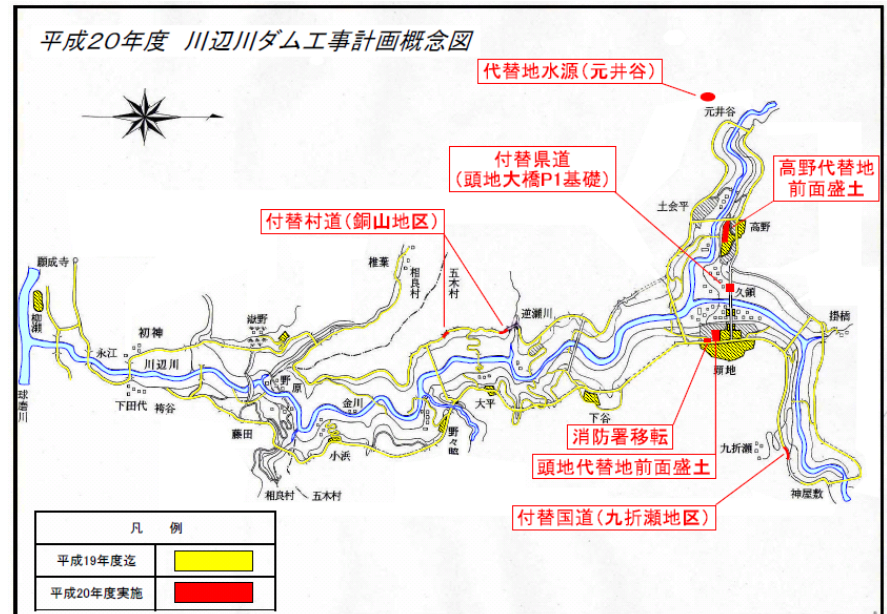 平成20年度 川辺川ダム工事計画概念図
代替地水源(元井谷)
元井谷
付替県道
(頭地大橋P1基礎)
高野代替地
前面盛土
土会平
高野
付替村道(銅山地区)
願成寺
椎葉
相良村
五木村
逆瀬川
久領
掛橋
柳瀬
初神
嶽野
永江
川辺川
野原
頭地
球磨川
下田代
袴谷
金川
大平
下谷
藤田
小浜
野々脇
消防署移転
頭地代替地前面盛土
九折瀬
相良村
五木村
付替国道(九折瀬地区)
神屋敷
凡 例
平成19年度迄
平成20年度実施